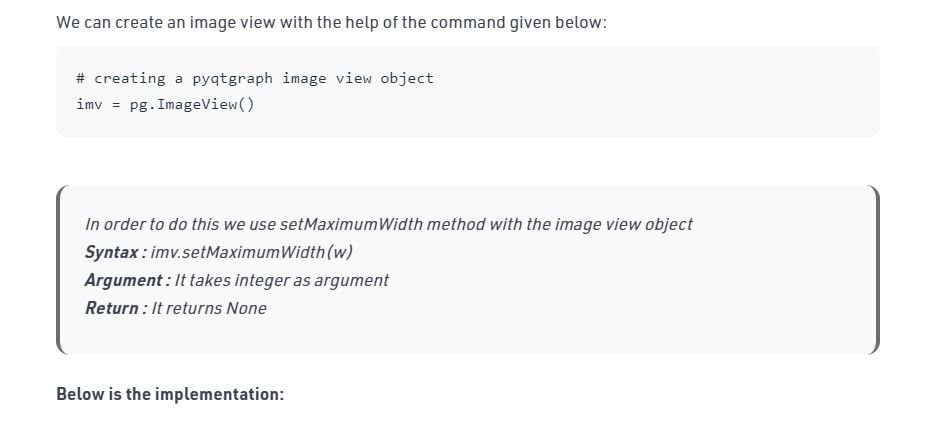 We can create an image view with the help of the command given below:
# creating a pyqtgraph image view object
imv = pg.ImageView()
In order to do this we use setMaximumWidth method with the image view object
Syntax : imv.setMaximumWidth(w)
Argument : It takes integer as argument
Return : It returns None
Below is the implementation: